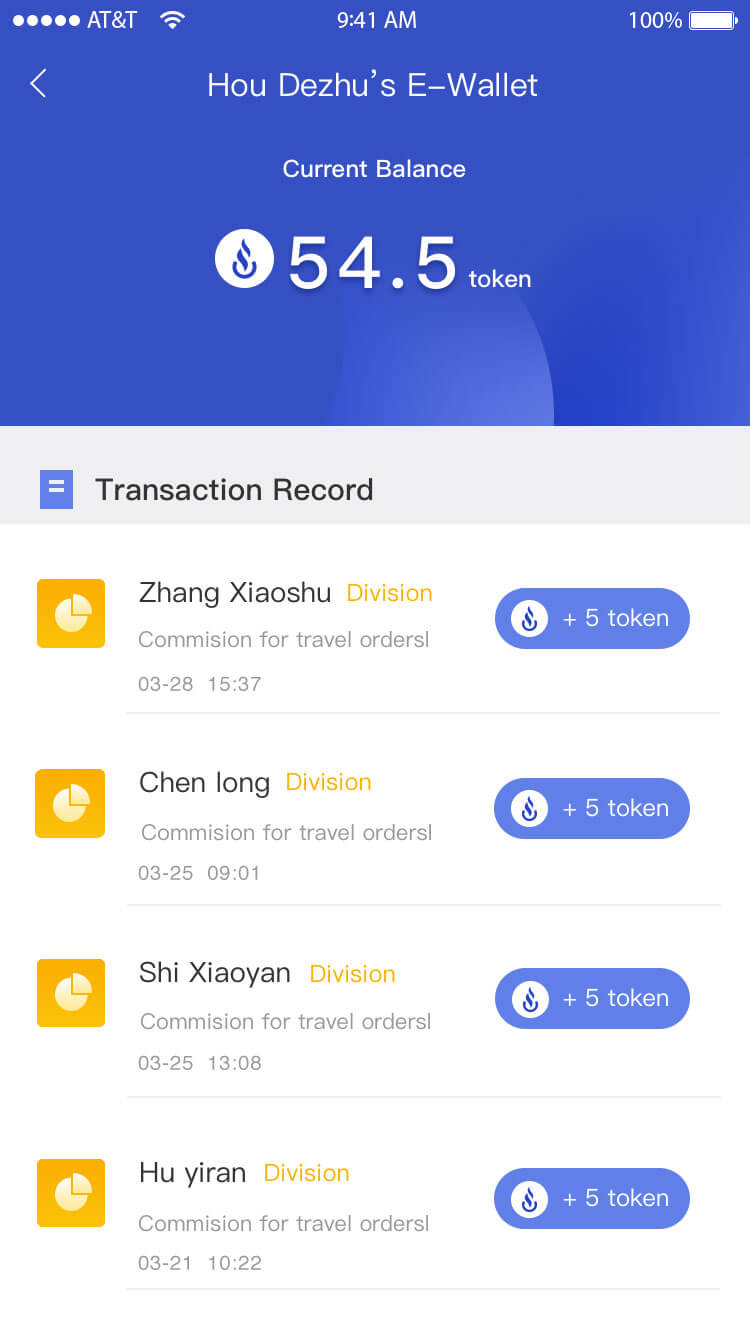 AT&T 9:41 AM 100%
Hou Dezhu's E-Wallet
Current Balance
54.5 token
Transaction Record
Zhang Xiaoshu Division
Commision for travel ordersl
+ 5 token
03-28 15:37
Chen long Division
Commision for travel ordersl
+ 5 token
03-25 09:01
Shi Xiaoyan Division
Commision for travel ordersl
+ 5 token
03-25 13:08
Hu yiran Division
Commision for travel ordersl
+ 5 token
03-21 10:22